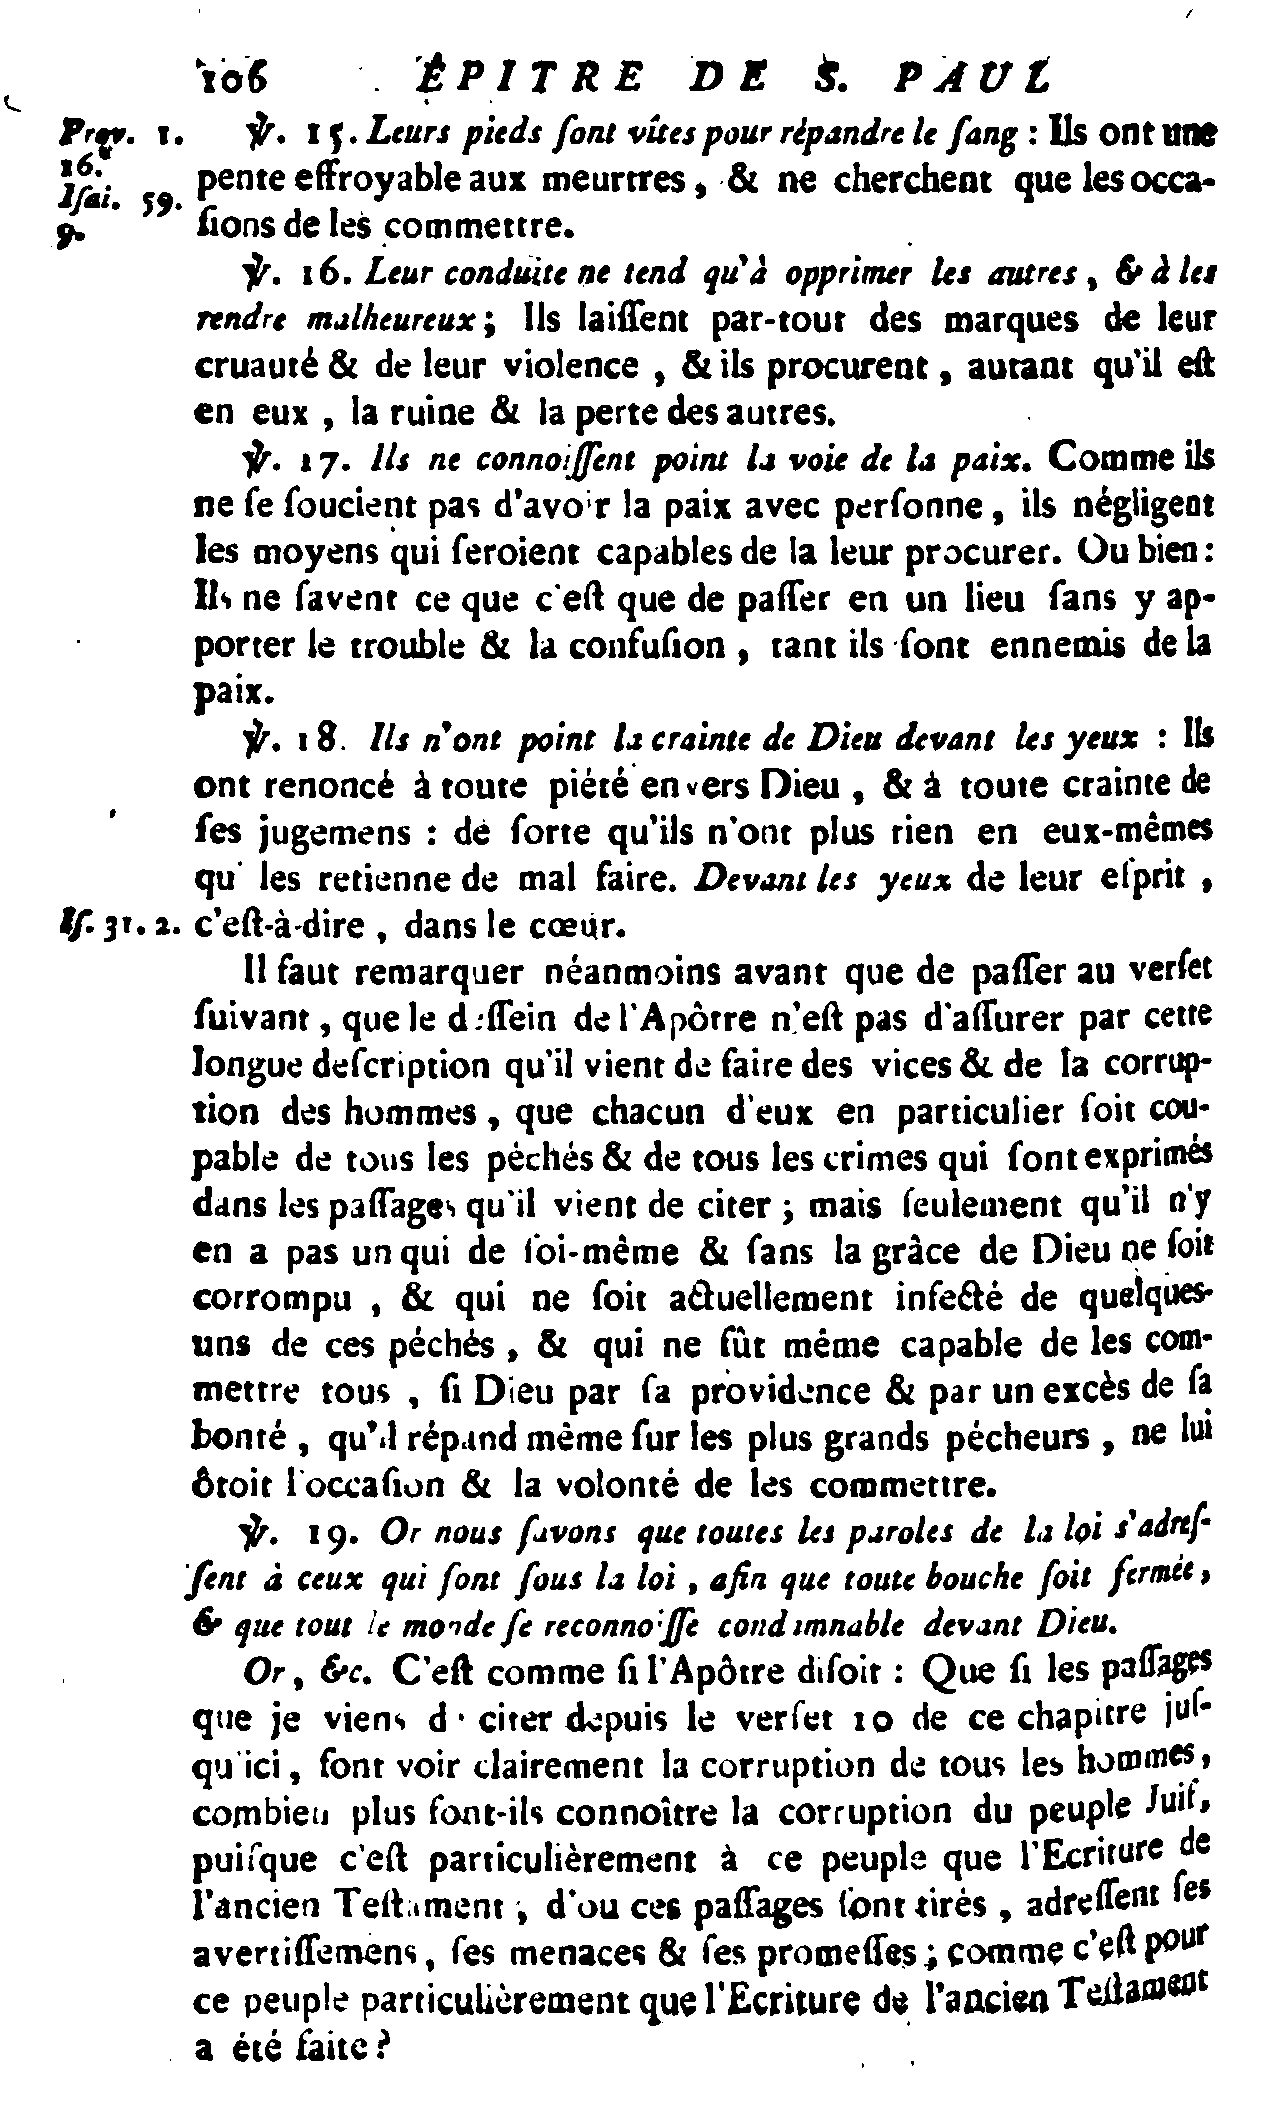 106 ÉPITRE DE S. PAUL
Prov. 1.
16.
Isai. 59.
9.
℣. 15. Leurs pieds ſont vîtes pour répandre le ſang : Ils ont une
pente effroyable aux meurtres, & ne cherchent que les occa-
ſions de les commettre.
℣. 16. Leur conduite ne tend qu'à opprimer les autres, & à les
rendre malheureux ; Ils laiſſent par-tout des marques de leur
cruauté & de leur violence, & ils procurent, autant qu'il eſt
en eux, la ruine & la perte des autres.
℣. 17. Ils ne connoiſſent point la voie de la paix. Comme ils
ne ſe ſoucient pas d'avoir la paix avec perſonne, ils négligent
les moyens qui ſeroient capables de la leur procurer. Ou bien :
Ils ne ſavent ce que c'eſt que de paſſer en un lieu ſans y ap-
porter le trouble & la confuſion, tant ils ſont ennemis de la
paix.
℣. 18. Ils n'ont point la crainte de Dieu devant les yeux : Ils
ont renoncé à toute piété envers Dieu, & à toute crainte de
ſes jugemens : de ſorte qu'ils n'ont plus rien en eux-mêmes
qui les retienne de mal faire. Devant les yeux de leur eſprit,
Iſ. 31. 2. c'eſt-à-dire, dans le cœur.
Il faut remarquer néanmoins avant que de paſſer au verſet
ſuivant, que le deſſein de l'Apôtre n'eſt pas d'aſſurer par cette
longue deſcription qu'il vient de faire des vices & de la corrup-
tion des hommes, que chacun d'eux en particulier ſoit cou-
pable de tous les péchés & de tous les crimes qui ſont exprimés
dans les paſſages qu'il vient de citer ; mais ſeulement qu'il n'y
en a pas un qui de ſoi-même & ſans la grâce de Dieu ne ſoit
corrompu, & qui ne ſoit actuellement infecté de quelques-
uns de ces péchés, & qui ne fût même capable de les com-
mettre tous, ſi Dieu par ſa providence & par un excès de ſa
bonté, qu'il répand même ſur les plus grands pécheurs, ne lui
ôtoit l'occaſion & la volonté de les commettre.
℣. 19. Or nous ſavons que toutes les paroles de la loi s'adreſ-
ſent à ceux qui ſont ſous la loi, afin que toute bouche ſoit fermée,
& que tout le monde ſe reconnoiſſe condamnable devant Dieu.
Or, &c. C'eſt comme ſi l'Apôtre diſoit : Que ſi les paſſages
que je viens de citer depuis le verſet 10 de ce chapitre juſ-
qu'ici, font voir clairement la corruption de tous les hommes,
combien plus font-ils connoître la corruption du peuple Juif,
puiſque c'eſt particulièrement à ce peuple que l'Ecriture de
l'ancien Teſtament, d'ou ces paſſages ſont tirés, adreſſent ſes
avertiſſemens, ſes menaces & ſes promeſſes ; comme c'eſt pour
ce peuple particulièrement que l'Ecriture de l'ancien Teſtament
a été faite ?